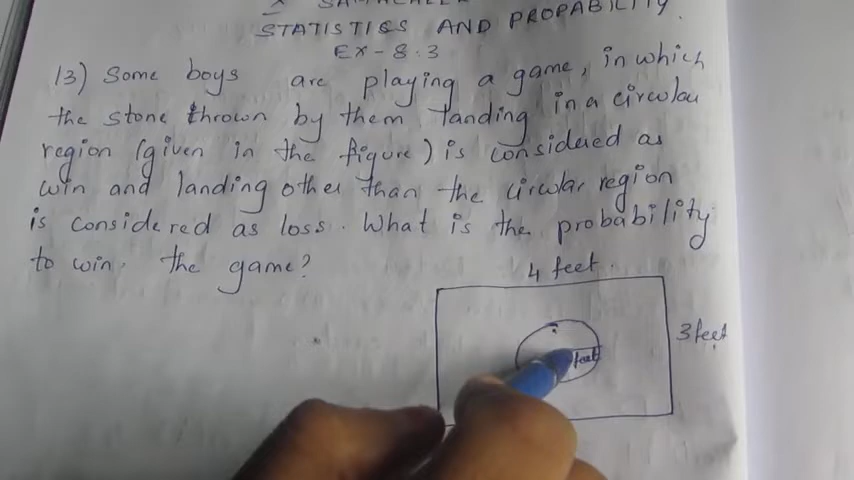 STATISTICS AND PROPABILITY.
EX-8.3
13) Some boys are playing a game, in which
the stone thrown by them landing in a circular
region (given in the figure) is considered as
win and landing other than the circular region
is considered as loss. What is the probability
to win the game?
4 feet.
3 feet
feet